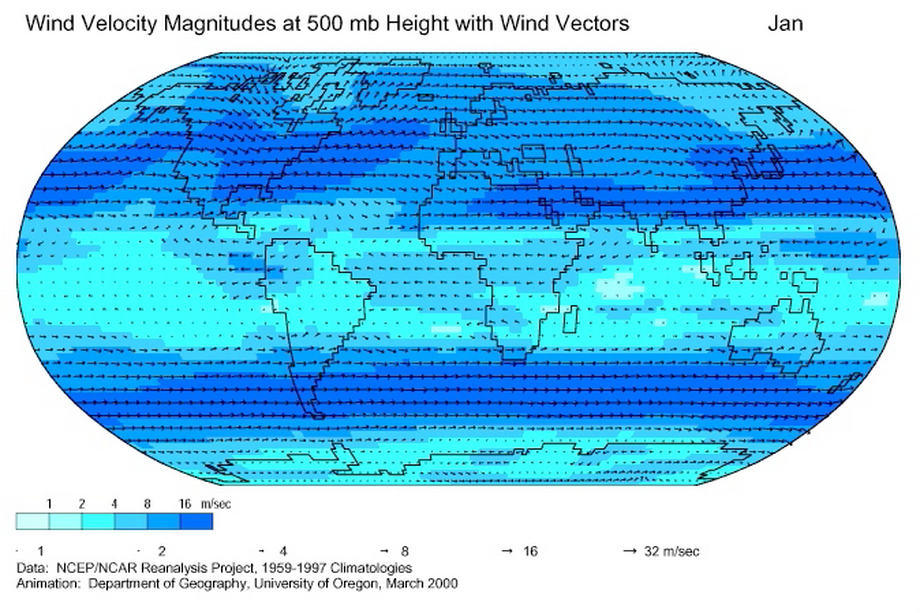 Wind Velocity Magnitudes at 500 mb Height with Wind Vectors Jan
1 2 4 8 16 m/sec
1 2 4 8 16 32 m/sec
Data: NCEP/NCAR Reanalysis Project, 1959-1997 Climatologies
Animation: Department of Geography, University of Oregon, March 2000